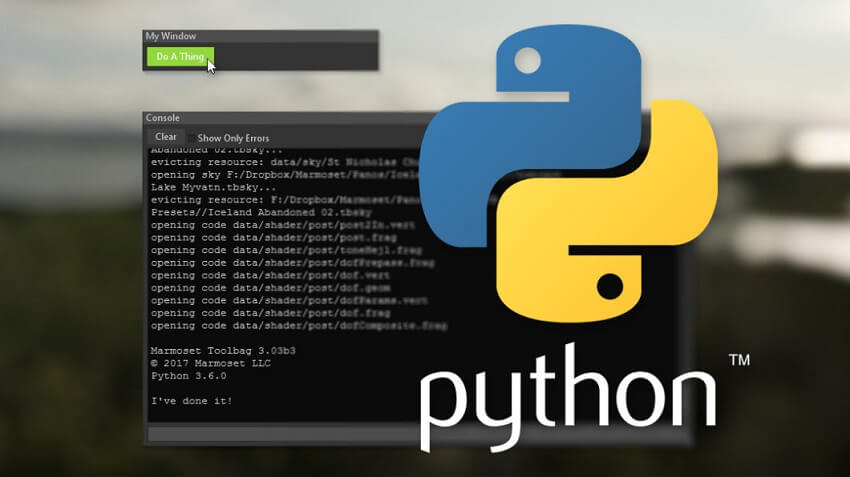 My Window
Do A Thing
Console
Clear
Show Only Errors
Abandoned 02.tbsky...
evicting resource: data/sky/St Nicholas
opening sky F:/Dropbox/Marmoset/Panos/
Lake Myvatn.tbsky...
evicting resource: F:/Dropbox/Marmoset/
Presets//Iceland Abandoned 02.tbsky
opening code data/shader/post/post2In.vert
opening code data/shader/post/post.frag
opening code data/shader/post/toneHejl.frag
opening code data/shader/post/dofPrepass.frag
opening code data/shader/post/dof.vert
opening code data/shader/post/dof.geom
opening code data/shader/post/dofParams.vert
opening code data/shader/post/dof.frag
opening code data/shader/post/dofComposite.frag
Marmoset Toolbag 3.03b3
© 2017 Marmoset LLC
Python 3.6.0
I've done it!
python
TM